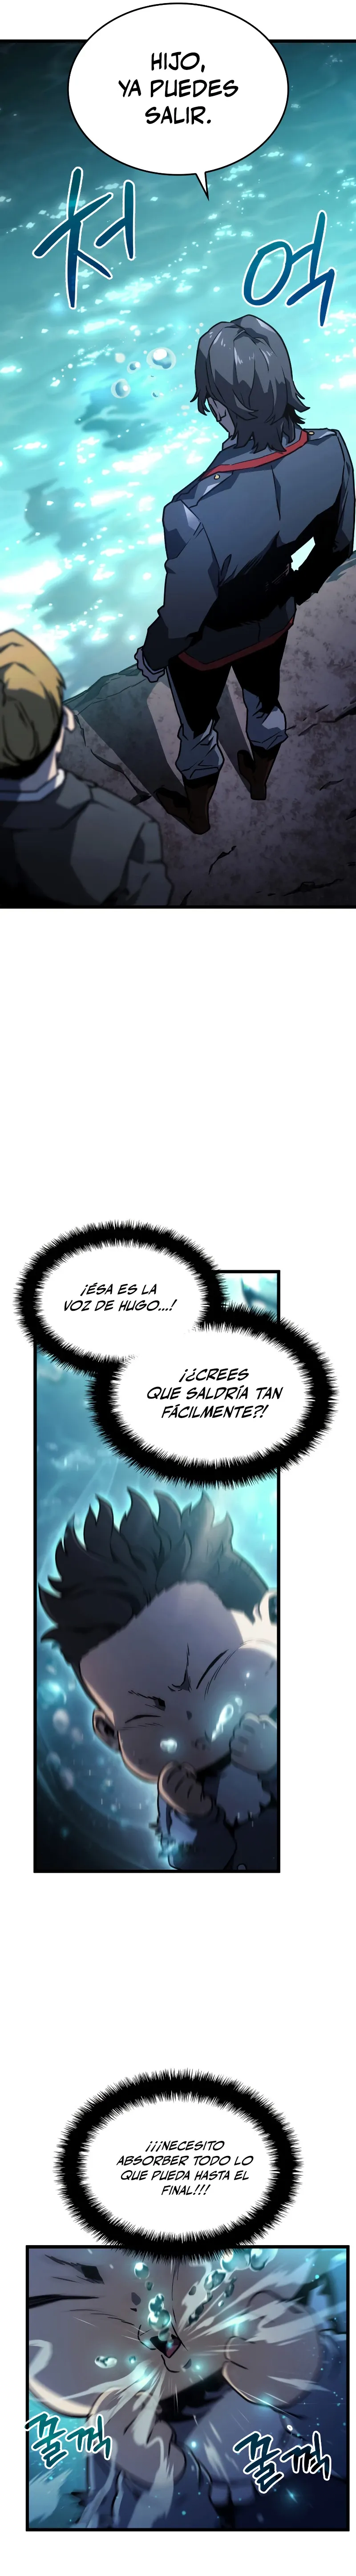 HIJO,
YA PUEDES
SALIR.
저
억
¡ÉSA ES LA
VOZ DE HUGO...!
¡¿CREES
QUE SALDRÍA TAN
FÁCILMENTE?!
¡¡¡NECESITO
ABSORBER TODO LO
QUE PUEDA HASTA EL
FINAL!!!
꿀꺽
꿀꺽